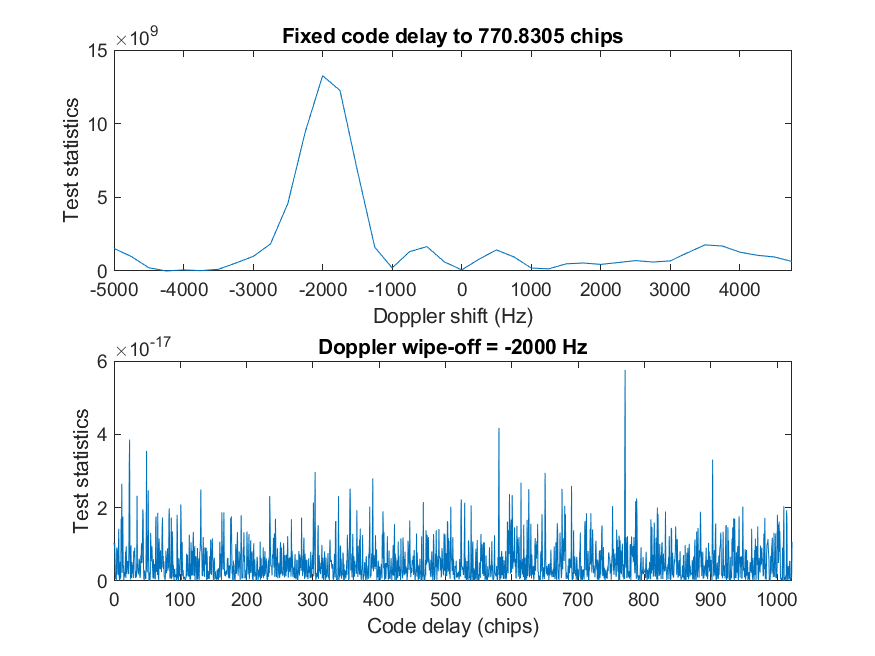 Fixed code delay to 770.8305 chips
×10^9
15
10
5
0
Test statistics
-5000 -4000 -3000 -2000 -1000 0 1000 2000 3000 4000
Doppler shift (Hz)
Doppler wipe-off = -2000 Hz
×10^-17
6
4
2
0
Test statistics
0 100 200 300 400 500 600 700 800 900 1000
Code delay (chips)